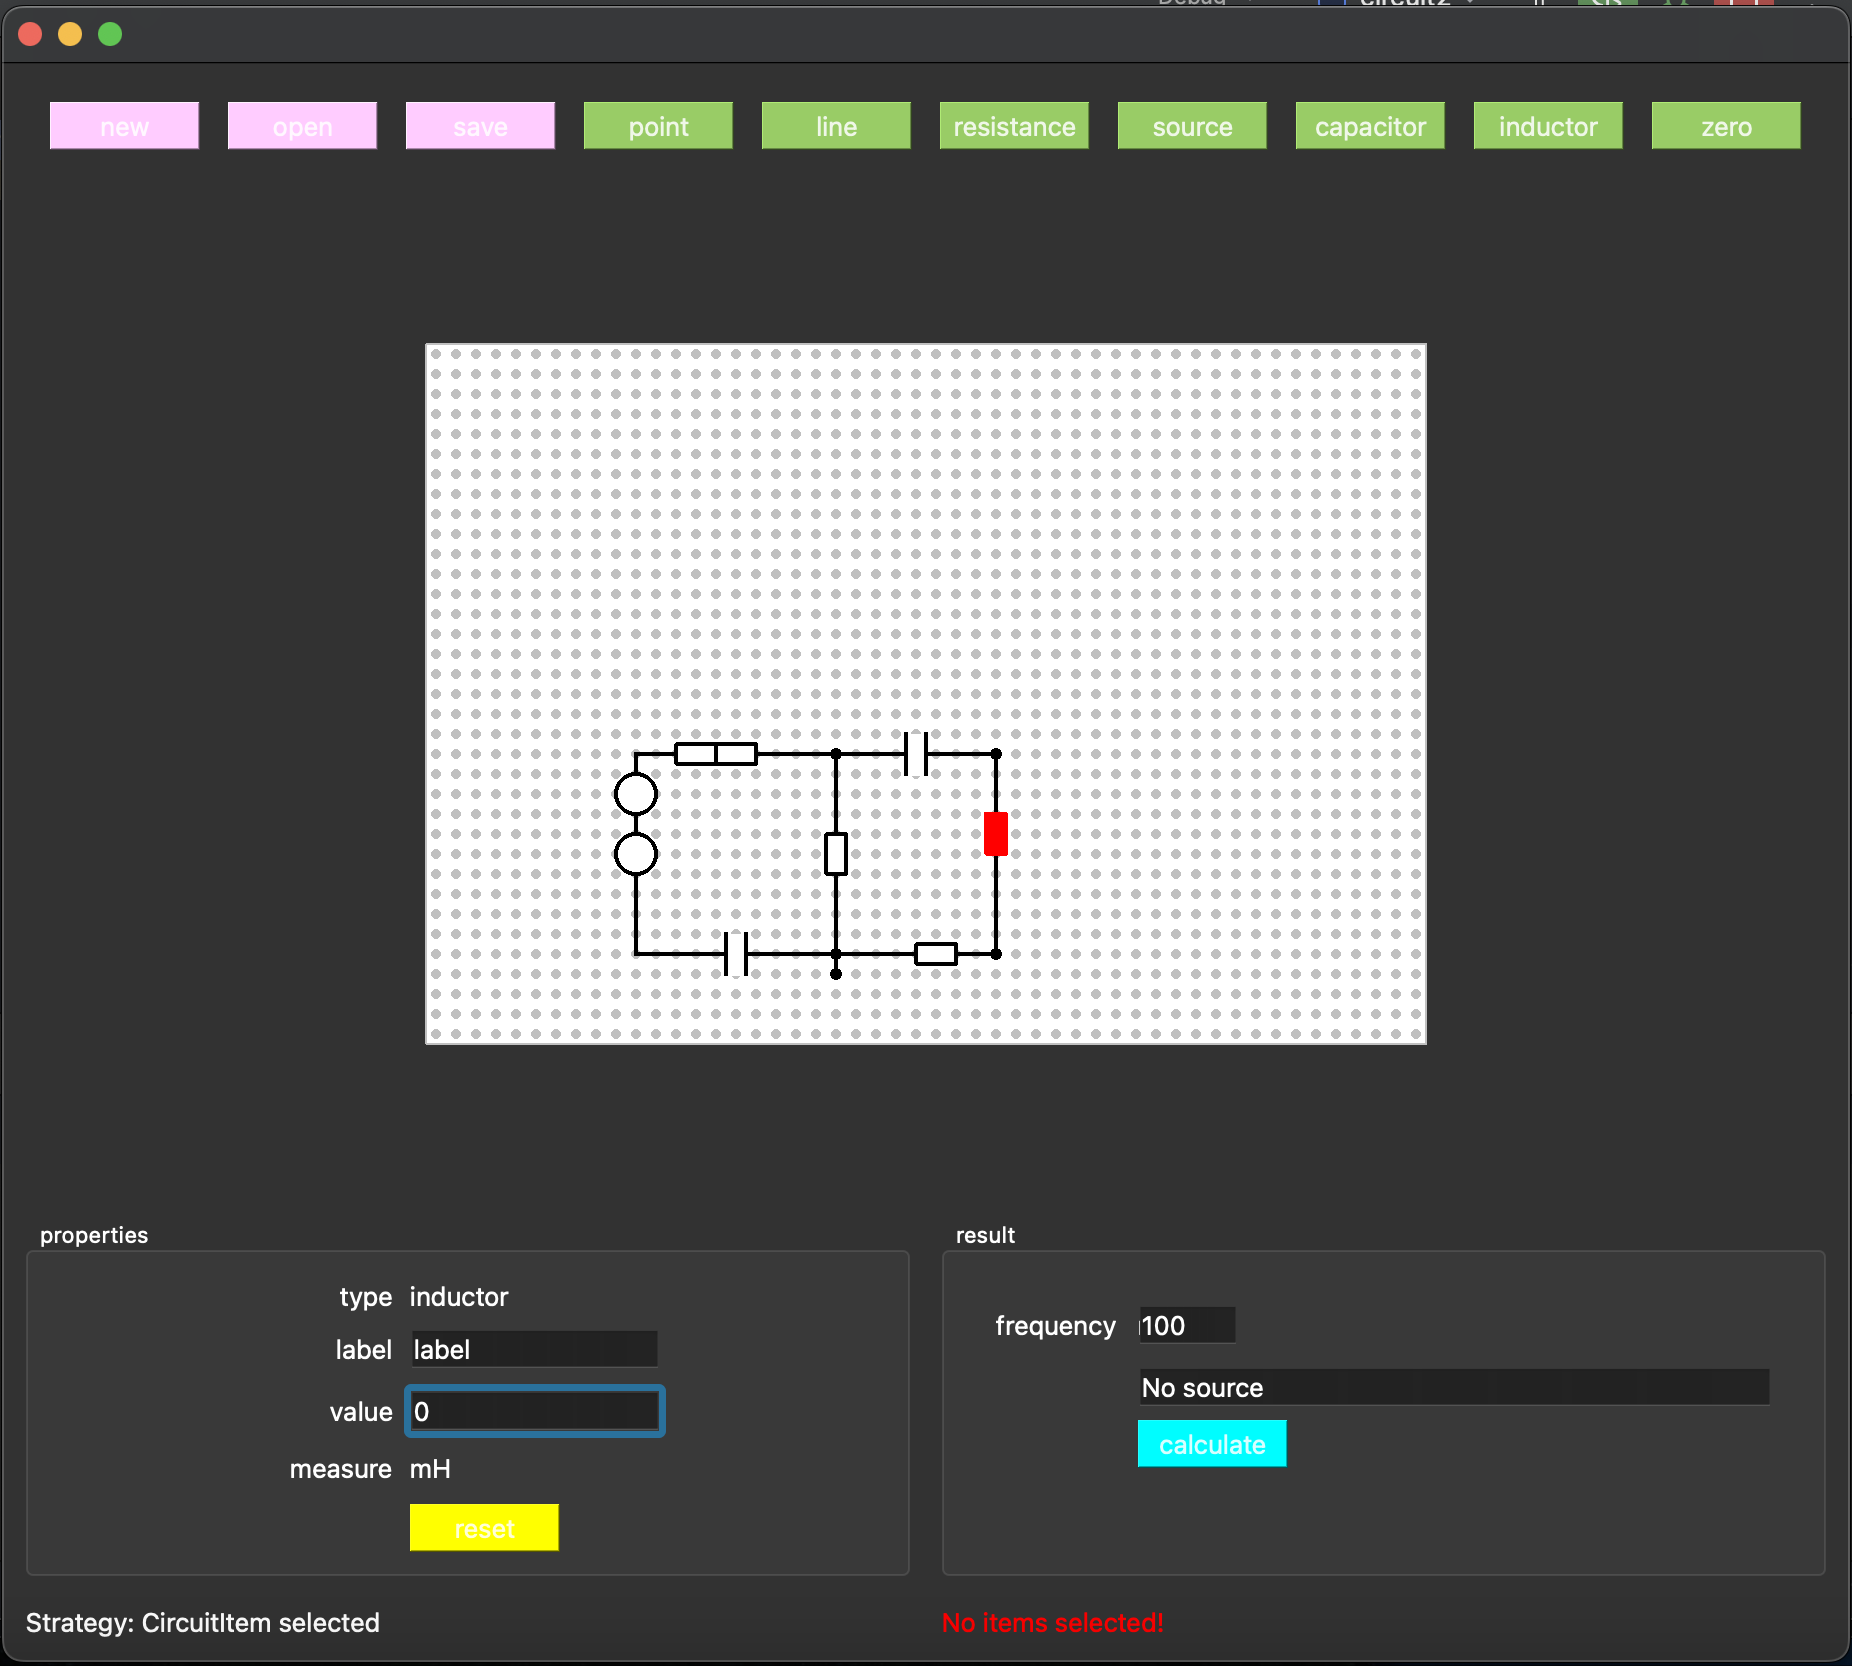 new open save point line resistance source capacitor inductor zero
properties
type inductor
label label
value 0
measure mH
reset
result
frequency 100
No source
calculate
Strategy: CircuitItem selected
No items selected!